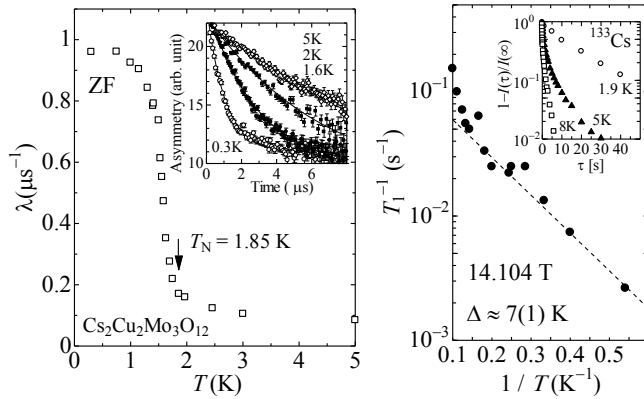 1
0.8
0.6
0.4
0.2
0
λ(μs⁻¹)
ZF
T_N = 1.85 K
Cs₂Cu₂Mo₃O₁₂
0 1 2 3 4 5
T(K)
20
15
10
Asymmetry (arb. unit)
5K
2K
1.6K
0.3K
0 2 4 6 8
Time ( μs)
10⁻¹
10⁻²
10⁻³
T₁⁻¹ (s⁻¹)
14.104 T
Δ ≈ 7(1) K
0.1 0.2 0.3 0.4 0.5 0.6
1 / T(K⁻¹)
10⁰
10⁻¹
10⁻²
1−I(τ)/I(∞)
¹³³Cs
1.9 K
5K
8K
0 10 20 30 40
τ [s]